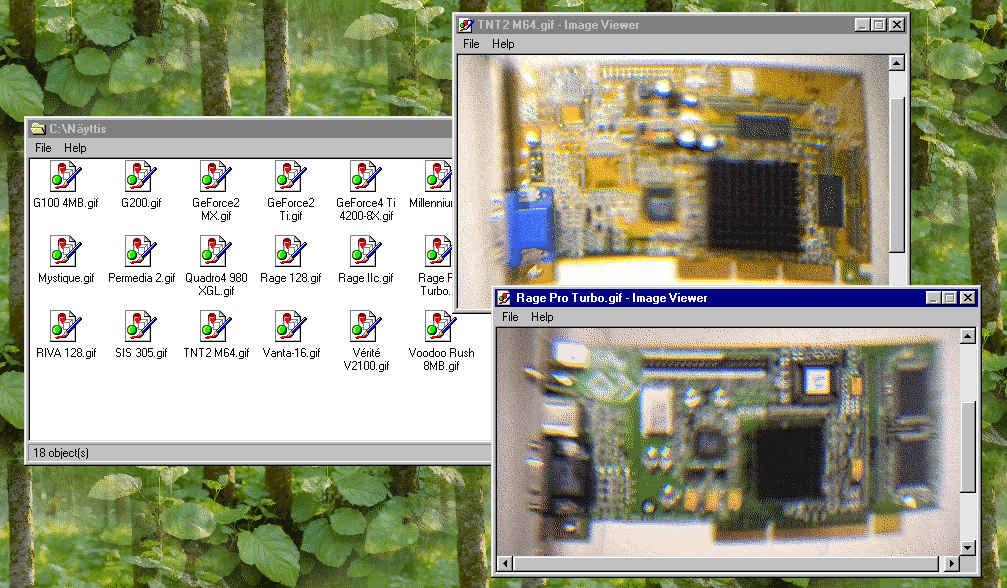 TNT2 M64.gif - Image Viewer
File Help
C:\Näyttis
File Help
G100 4MB.gif
G200.gif
GeForce2
MX.gif
GeForce2
Ti.gif
GeForce4 Ti
4200-8X.gif
Millenniu
Mystique.gif
Permedia 2.gif
Quadro4 980
XGL.gif
Rage 128.gif
Rage IIc.gif
Rage P
Turbo.
RIVA 128.gif
SIS 305.gif
TNT2 M64.gif
Vanta-16.gif
Vérité
V2100.gif
Voodoo Rush
8MB.gif
18 object(s)
Rage Pro Turbo.gif - Image Viewer
File Help